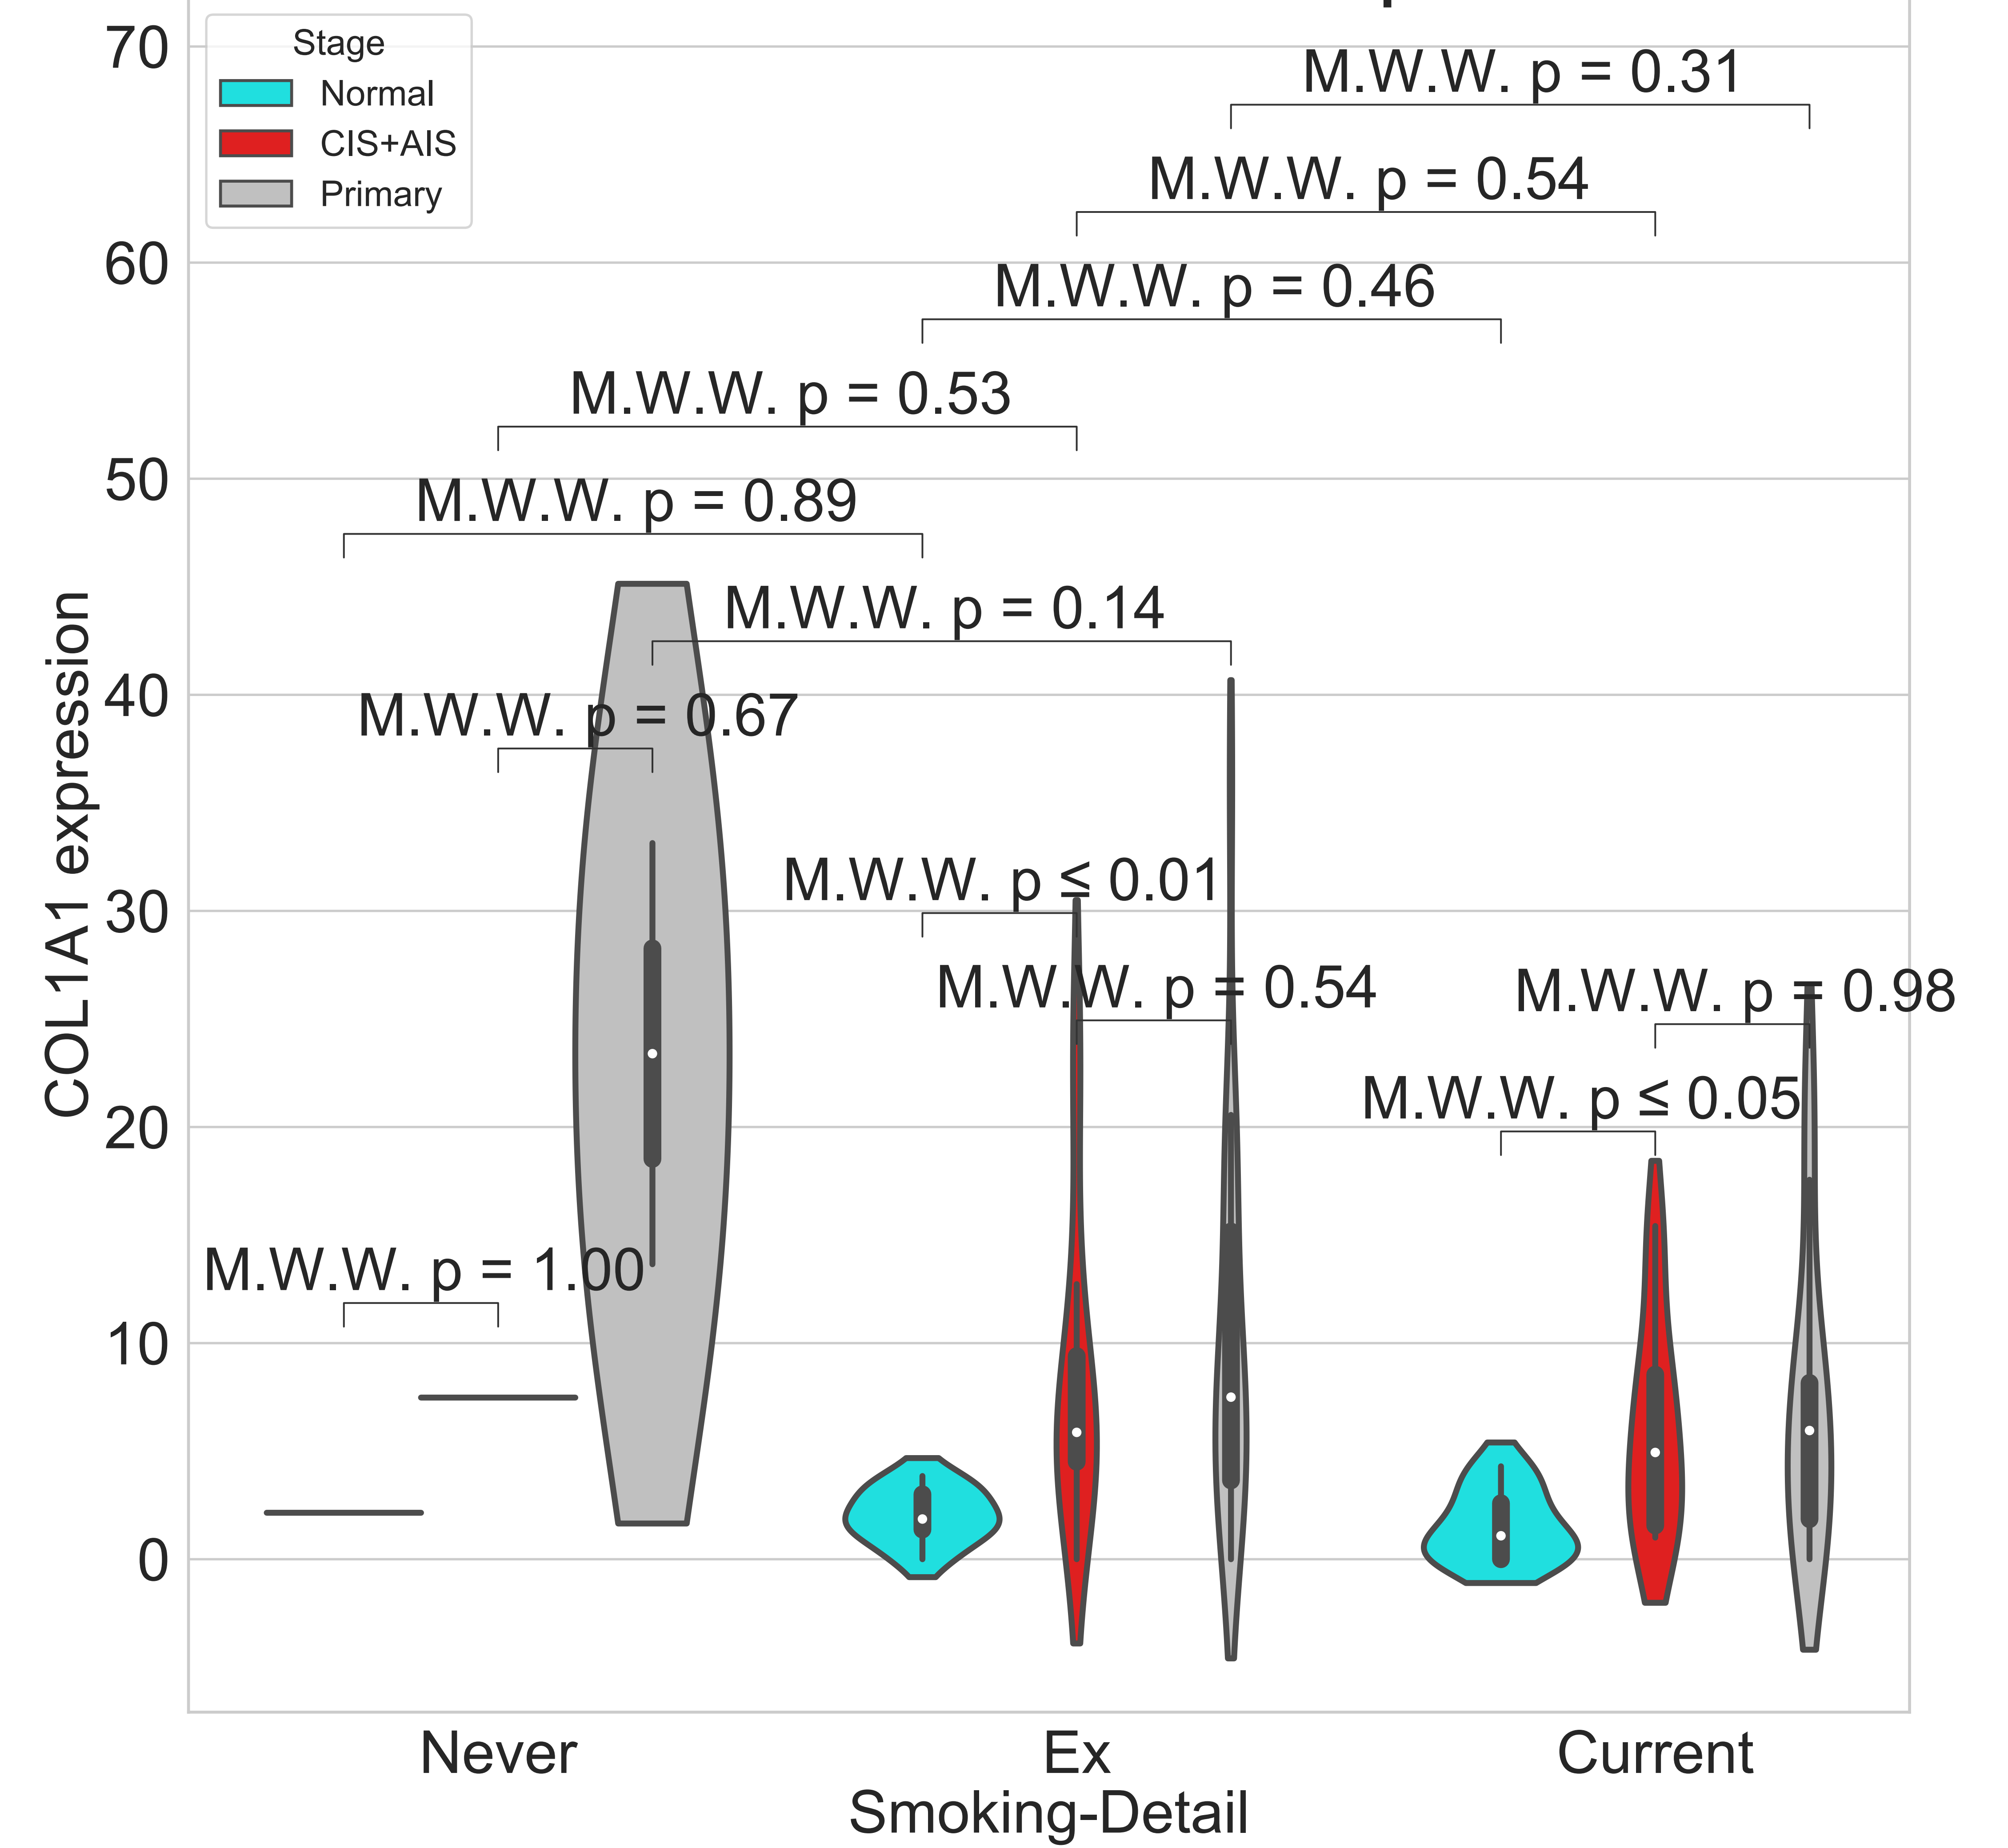 70
60
50
40
30
20
10
0
COL1A1 expression
Stage
Normal
CIS+AIS
Primary
M.W.W. p = 0.31
M.W.W. p = 0.54
M.W.W. p = 0.46
M.W.W. p = 0.53
M.W.W. p = 0.89
M.W.W. p = 0.14
M.W.W. p = 0.67
M.W.W. p ≤ 0.01
M.W.W. p = 0.54
M.W.W. p = 0.98
M.W.W. p ≤ 0.05
M.W.W. p = 1.00
Never
Ex
Current
Smoking-Detail